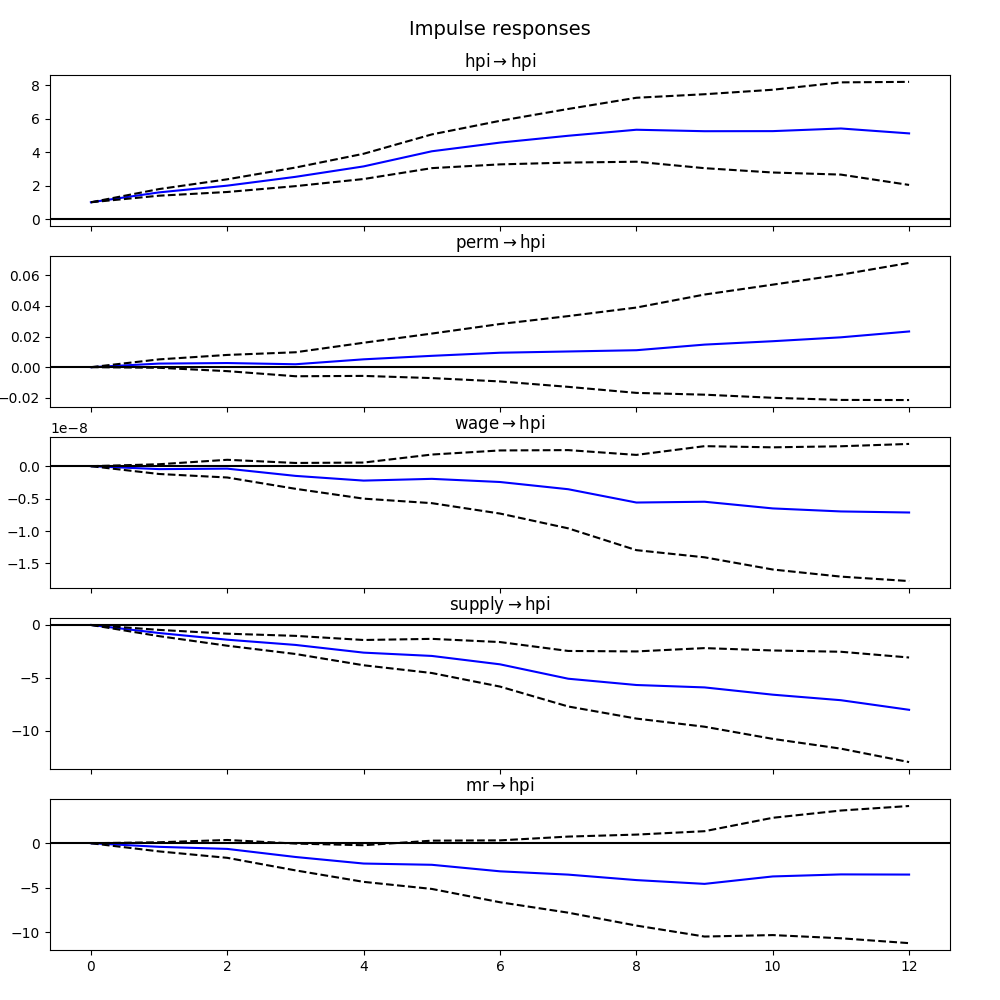 Impulse responses
hpi → hpi
8
6
4
2
0
perm → hpi
0.06
0.04
0.02
0.00
−0.02
wage → hpi
1e−8
0.0
−0.5
−1.0
−1.5
supply → hpi
0
−5
−10
mr → hpi
0
−5
−10
0 2 4 6 8 10 12